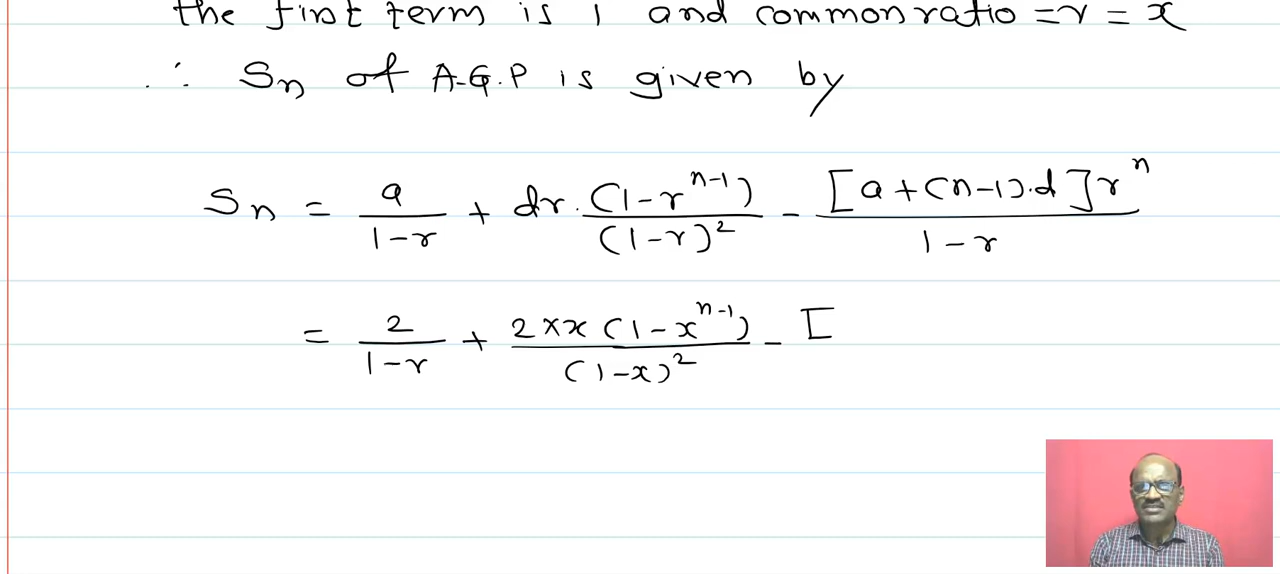 the first term is 1 and common ratio = r = x
∴ Sn of A.G.P is given by
Sn = a/(1-r) + dr.(1-r^(n-1))/(1-r)^2 - [a+(n-1).d]r^n/(1-r)
= 2/(1-r) + 2×x(1-x^(n-1))/(1-x)^2 - [